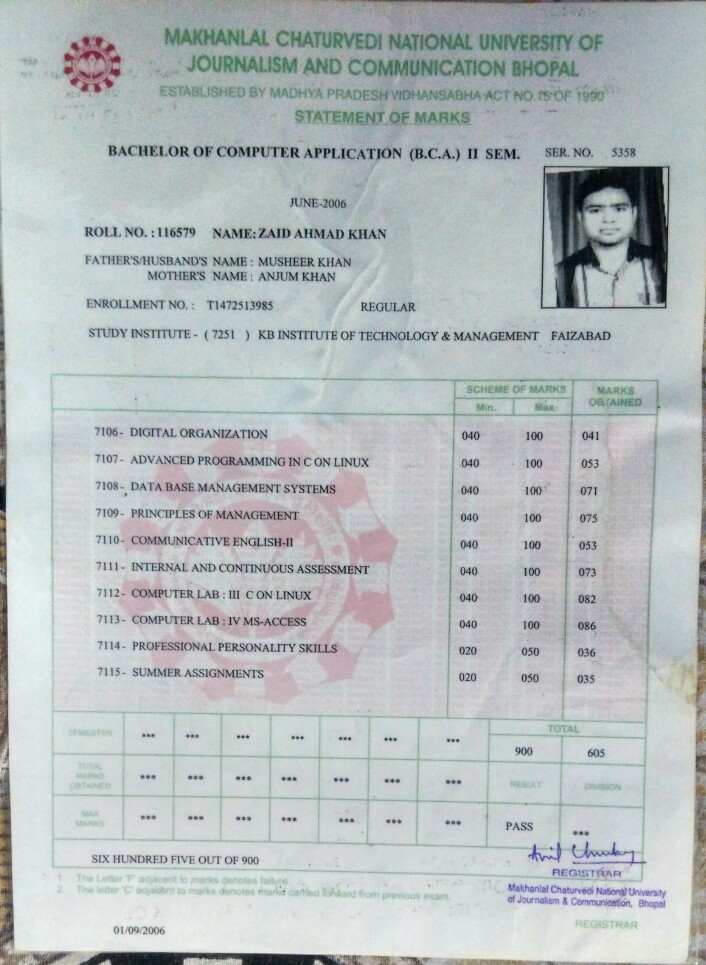 MAKHANLAL CHATURVEDI NATIONAL UNIVERSITY OF
JOURNALISM AND COMMUNICATION BHOPAL
ESTABLISHED BY MADHYA PRADESH VIDHANSABHA ACT NO.15 OF 1990
STATEMENT OF MARKS
BACHELOR OF COMPUTER APPLICATION (B.C.A.) II SEM. SER. NO. 5358
JUNE-2006
ROLL NO. : 116579 NAME: ZAID AHMAD KHAN
FATHER'S/HUSBAND'S NAME : MUSHEER KHAN
MOTHER'S NAME : ANJUM KHAN
ENROLLMENT NO. : T1472513985 REGULAR
STUDY INSTITUTE - ( 7251 ) KB INSTITUTE OF TECHNOLOGY & MANAGEMENT FAIZABAD
SCHEME OF MARKS MARKS
Min. Max. OBTAINED
7106- DIGITAL ORGANIZATION 040 100 041
7107- ADVANCED PROGRAMMING IN C ON LINUX 040 100 053
7108- DATA BASE MANAGEMENT SYSTEMS 040 100 071
7109- PRINCIPLES OF MANAGEMENT 040 100 075
7110- COMMUNICATIVE ENGLISH-II 040 100 053
7111- INTERNAL AND CONTINUOUS ASSESSMENT 040 100 073
7112- COMPUTER LAB : III C ON LINUX 040 100 082
7113- COMPUTER LAB : IV MS-ACCESS 040 100 086
7114- PROFESSIONAL PERSONALITY SKILLS 020 050 036
7115- SUMMER ASSIGNMENTS 020 050 035
SEMESTER *** *** *** *** *** *** *** TOTAL
900 605
TOTAL MARKS OBTAINED *** *** *** *** *** *** *** RESULT DIVISION
MAX MARKS *** *** *** *** *** *** *** PASS ***
SIX HUNDRED FIVE OUT OF 900
REGISTRAR
1. The Letter 'F' adjacent to marks denotes failure.
2. The letter 'C' adjacent to marks denotes marks carried forward from previous exam.
Makhanlal Chaturvedi National University
of Journalism & Communication, Bhopal
REGISTRAR
01/09/2006